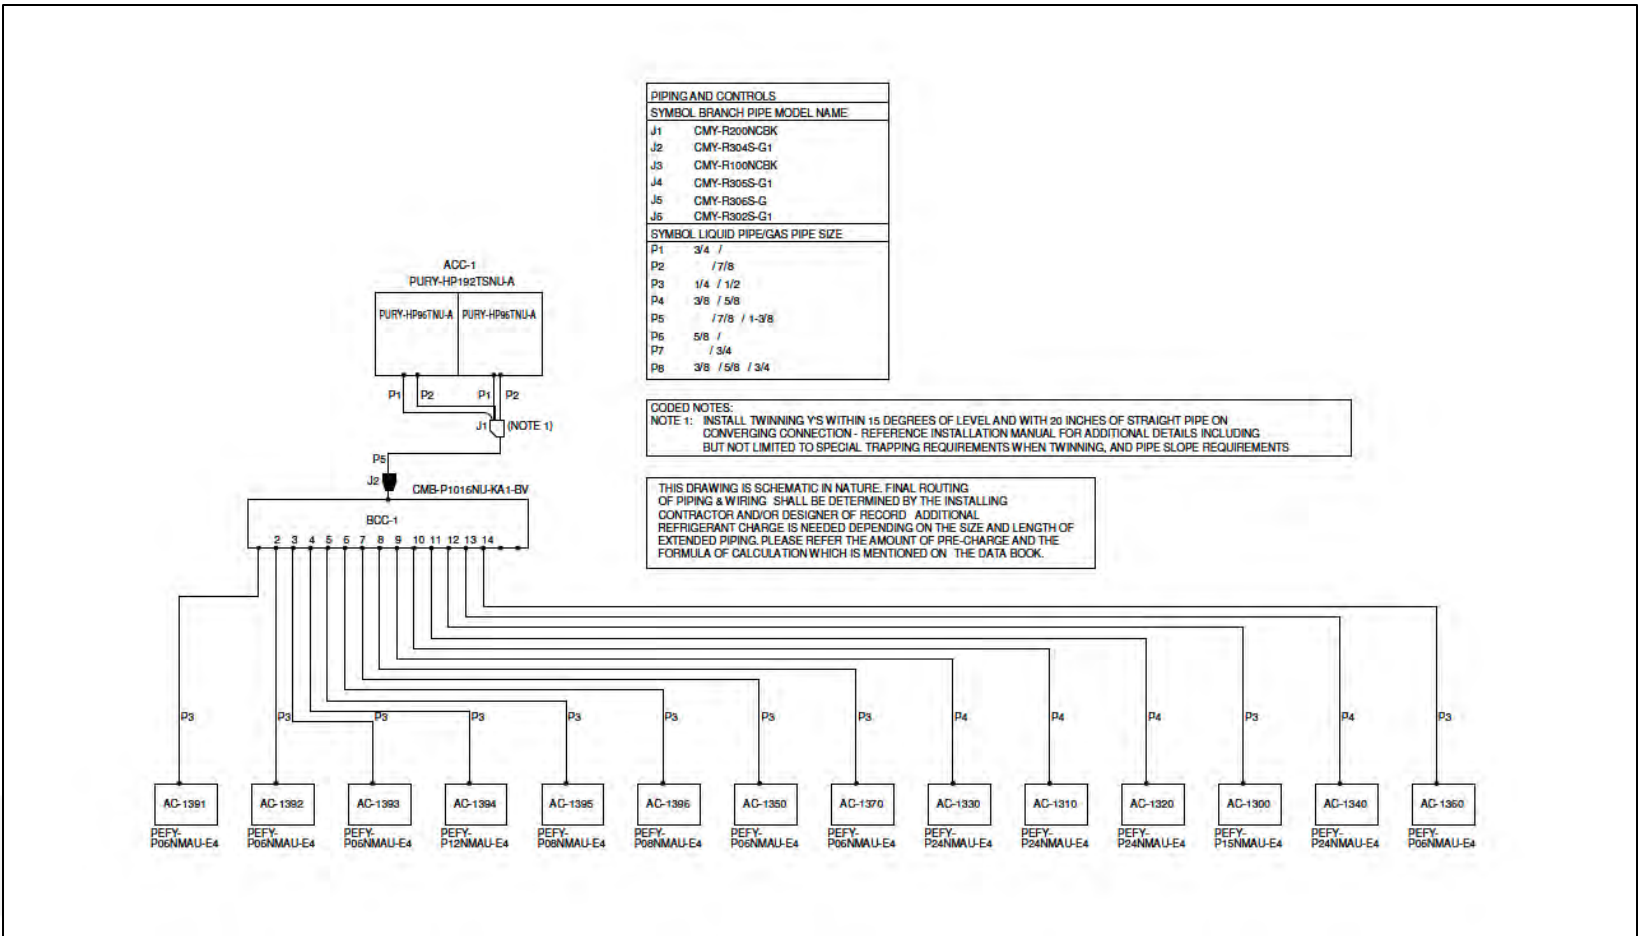 PIPING AND CONTROLS
SYMBOL BRANCH PIPE MODEL NAME
J1 CMY-R200NCBK
J2 CMY-R304S-G1
J3 CMY-R100NCBK
J4 CMY-R305S-G1
J5 CMY-R306S-G
J6 CMY-R302S-G1
SYMBOL LIQUID PIPE/GAS PIPE SIZE
P1 3/4 /
P2 / 7/8
P3 1/4 / 1/2
P4 3/8 / 5/8
P5 / 7/8 / 1-3/8
P6 5/8 /
P7 / 3/4
P8 3/8 / 5/8 / 3/4
ACC-1
PURY-HP192TSNU-A
PURY-HP96TNU-A PURY-HP96TNU-A
P1 P2 P1 P2
J1 (NOTE 1)
P5
J2
CMB-P1016NU-KA1-BV
BCC-1
2 3 4 5 6 7 8 9 10 11 12 13 14
CODED NOTES:
NOTE 1: INSTALL TWINNING Y'S WITHIN 15 DEGREES OF LEVEL AND WITH 20 INCHES OF STRAIGHT PIPE ON
CONVERGING CONNECTION - REFERENCE INSTALLATION MANUAL FOR ADDITIONAL DETAILS INCLUDING
BUT NOT LIMITED TO SPECIAL TRAPPING REQUIREMENTS WHEN TWINNING, AND PIPE SLOPE REQUIREMENTS
THIS DRAWING IS SCHEMATIC IN NATURE. FINAL ROUTING
OF PIPING & WIRING SHALL BE DETERMINED BY THE INSTALLING
CONTRACTOR AND/OR DESIGNER OF RECORD ADDITIONAL
REFRIGERANT CHARGE IS NEEDED DEPENDING ON THE SIZE AND LENGTH OF
EXTENDED PIPING. PLEASE REFER THE AMOUNT OF PRE-CHARGE AND THE
FORMULA OF CALCULATION WHICH IS MENTIONED ON THE DATA BOOK.
P3 P3 P3 P3 P3 P3 P3 P3 P4 P4 P4 P3 P4 P3
AC-1391 AC-1392 AC-1393 AC-1394 AC-1395 AC-1396 AC-1350 AC-1370 AC-1330 AC-1310 AC-1320 AC-1300 AC-1340 AC-1360
PEFY- PEFY- PEFY- PEFY- PEFY- PEFY- PEFY- PEFY- PEFY- PEFY- PEFY- PEFY- PEFY- PEFY-
P06NMAU-E4 P06NMAU-E4 P06NMAU-E4 P12NMAU-E4 P08NMAU-E4 P08NMAU-E4 P06NMAU-E4 P06NMAU-E4 P24NMAU-E4 P24NMAU-E4 P24NMAU-E4 P15NMAU-E4 P24NMAU-E4 P06NMAU-E4